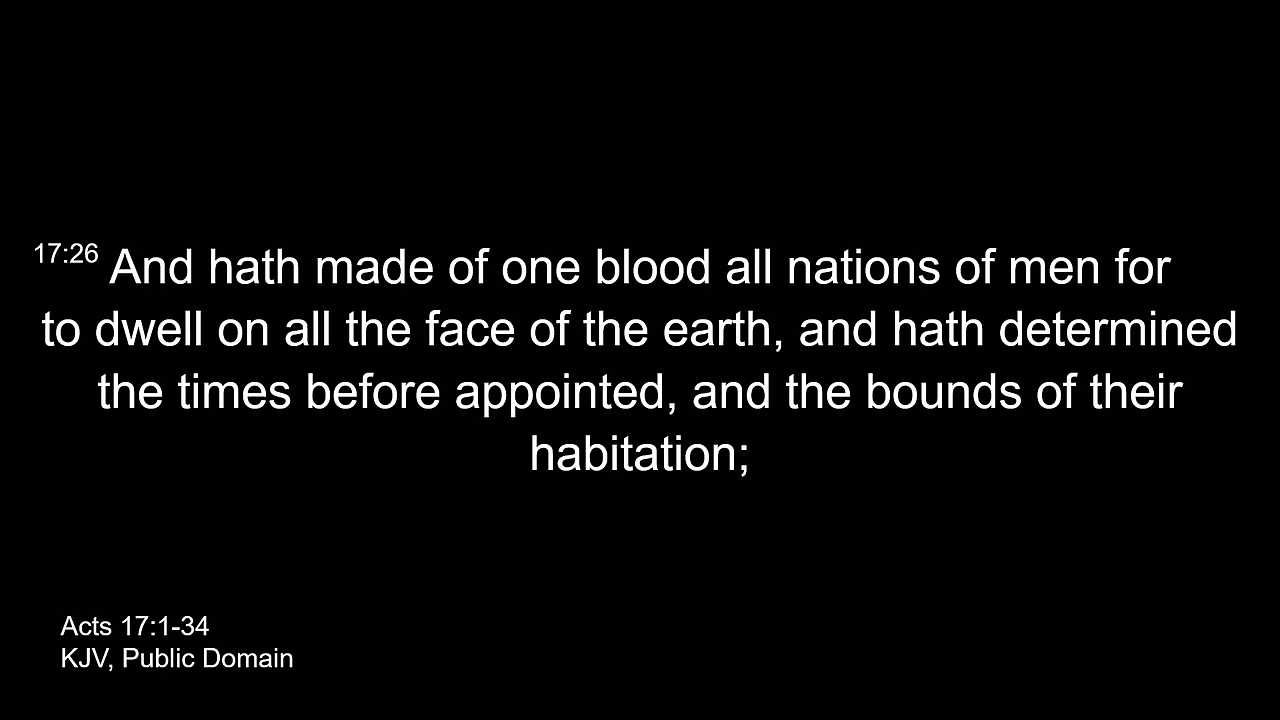 17:26 And hath made of one blood all nations of men for
to dwell on all the face of the earth, and hath determined
the times before appointed, and the bounds of their
habitation;
Acts 17:1-34
KJV, Public Domain